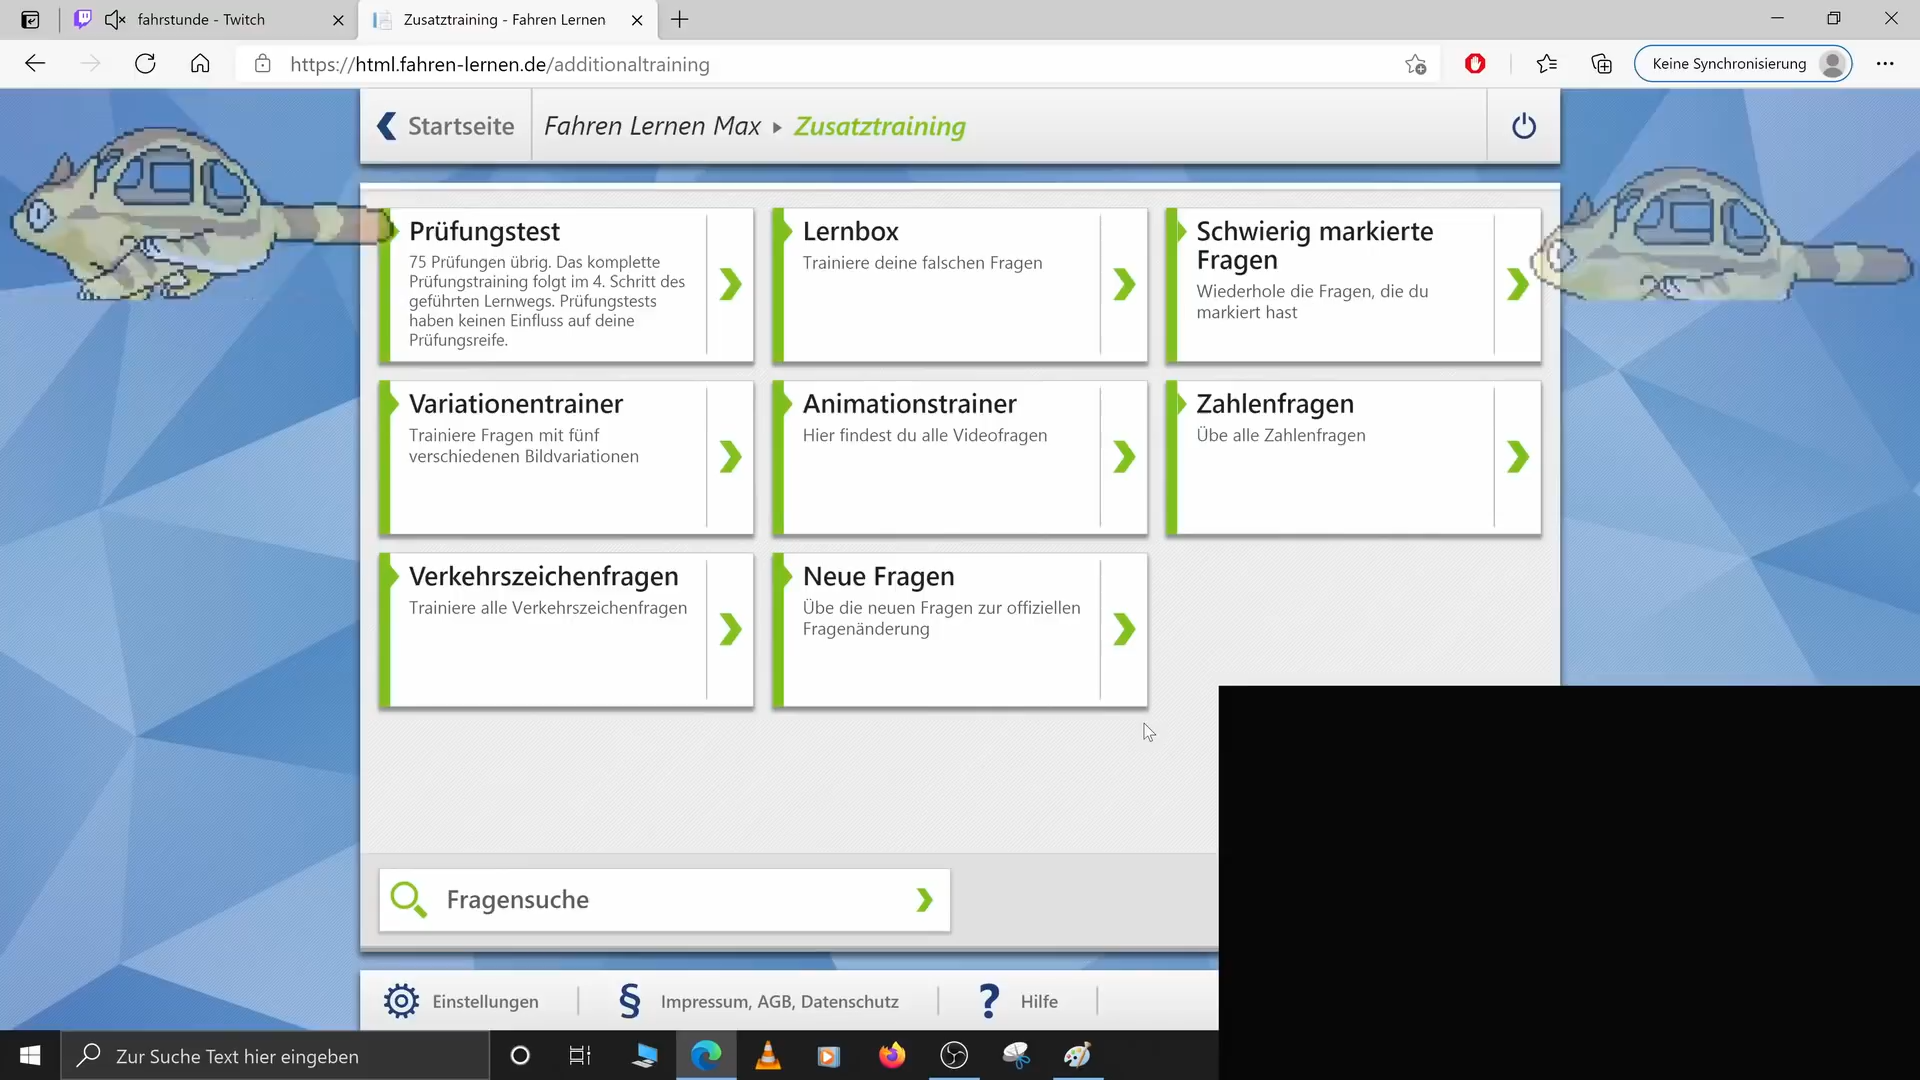 fahrstunde - Twitch
Zusatztraining - Fahren Lernen
https://html.fahren-lernen.de/additionaltraining
Keine Synchronisierung
Startseite
Fahren Lernen Max ▸ Zusatztraining
Prüfungstest
75 Prüfungen übrig. Das komplette
Prüfungstraining folgt im 4. Schritt des
geführten Lernwegs. Prüfungstests
haben keinen Einfluss auf deine
Prüfungsreife.
Lernbox
Trainiere deine falschen Fragen
Schwierig markierte
Fragen
Wiederhole die Fragen, die du
markiert hast
Variationentrainer
Trainiere Fragen mit fünf
verschiedenen Bildvariationen
Animationstrainer
Hier findest du alle Videofragen
Zahlenfragen
Übe alle Zahlenfragen
Verkehrszeichenfragen
Trainiere alle Verkehrszeichenfragen
Neue Fragen
Übe die neuen Fragen zur offiziellen
Fragenänderung
Fragensuche
Einstellungen
§ Impressum, AGB, Datenschutz
? Hilfe
Zur Suche Text hier eingeben